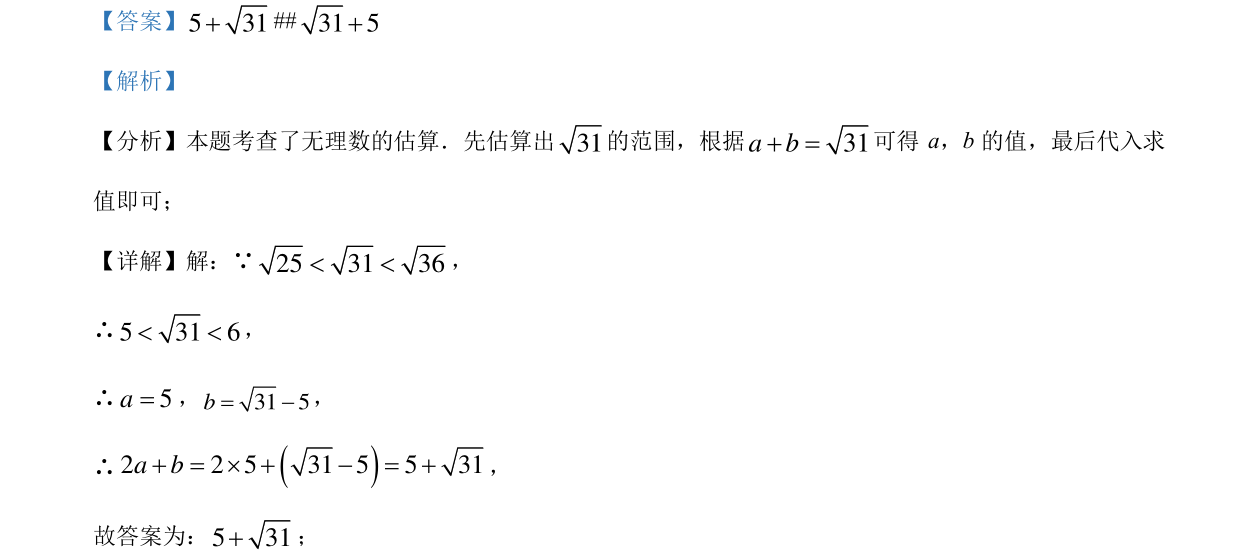 【答案】5+√31##√31+5
【解析】
【分析】本题考查了无理数的估算．先估算出√31的范围，根据a+b=√31可得 a，b 的值，最后代入求
值即可；
【详解】解：∵√25<√31<√36，
∴5<√31<6，
∴a=5，b=√31−5，
∴2a+b=2×5+(√31−5)=5+√31，
故答案为：5+√31；